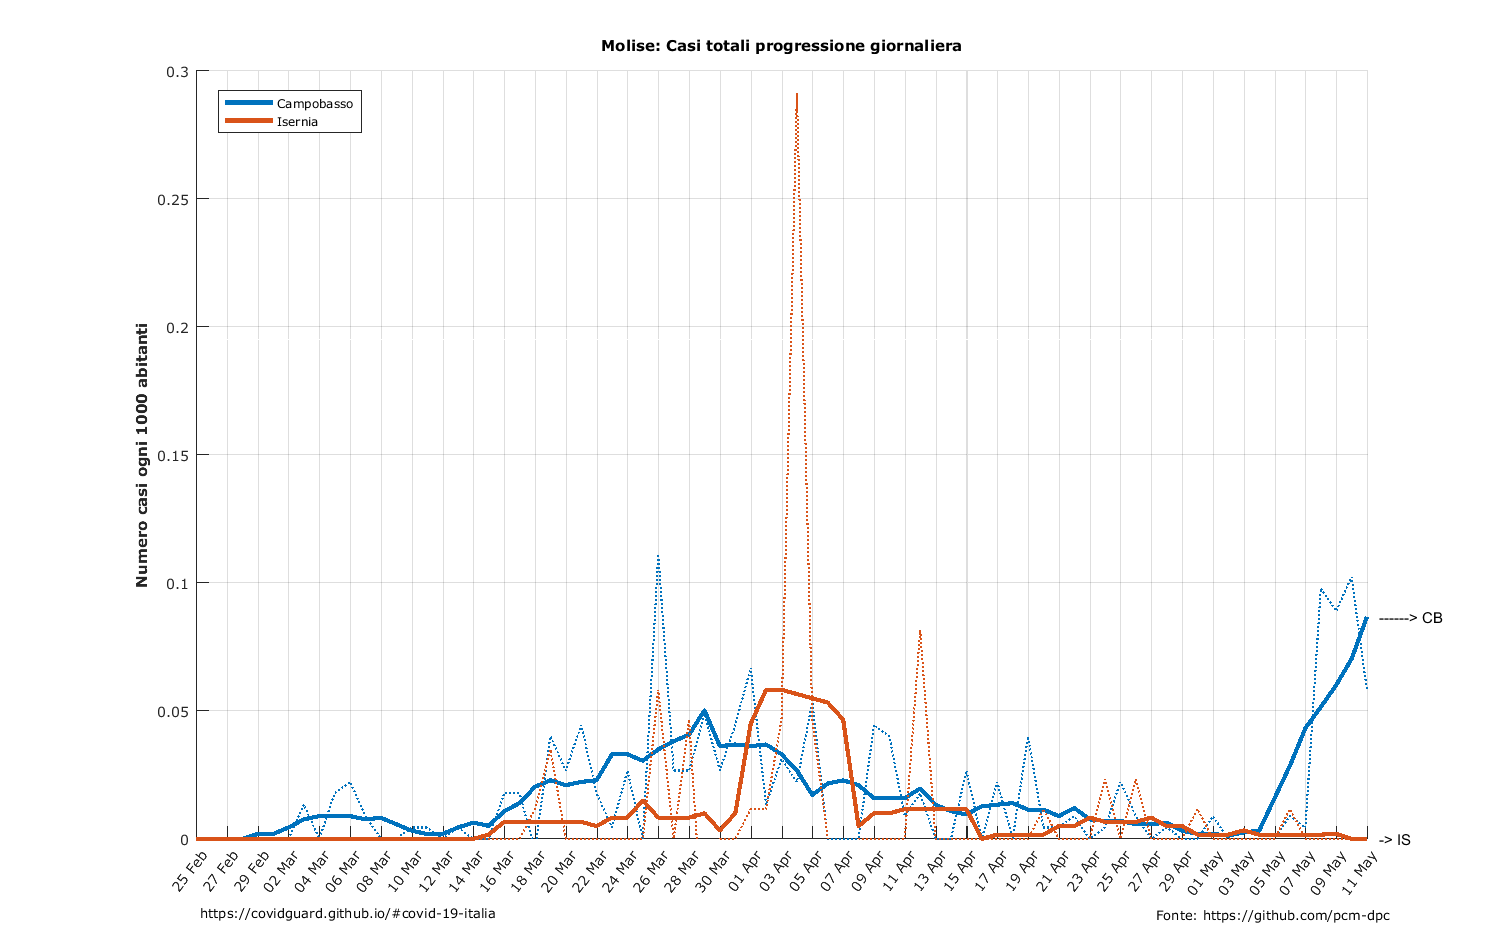 Molise: Casi totali progressione giornaliera
0.3
0.25
0.2
0.15
0.1
0.05
0
Numero casi ogni 1000 abitanti
Campobasso
Isernia
------> CB
-> IS
25 Feb
27 Feb
29 Feb
02 Mar
04 Mar
06 Mar
08 Mar
10 Mar
12 Mar
14 Mar
16 Mar
18 Mar
20 Mar
22 Mar
24 Mar
26 Mar
28 Mar
30 Mar
01 Apr
03 Apr
05 Apr
07 Apr
09 Apr
11 Apr
13 Apr
15 Apr
17 Apr
19 Apr
21 Apr
23 Apr
25 Apr
27 Apr
29 Apr
01 May
03 May
05 May
07 May
09 May
11 May
https://covidguard.github.io/#covid-19-italia
Fonte: https://github.com/pcm-dpc